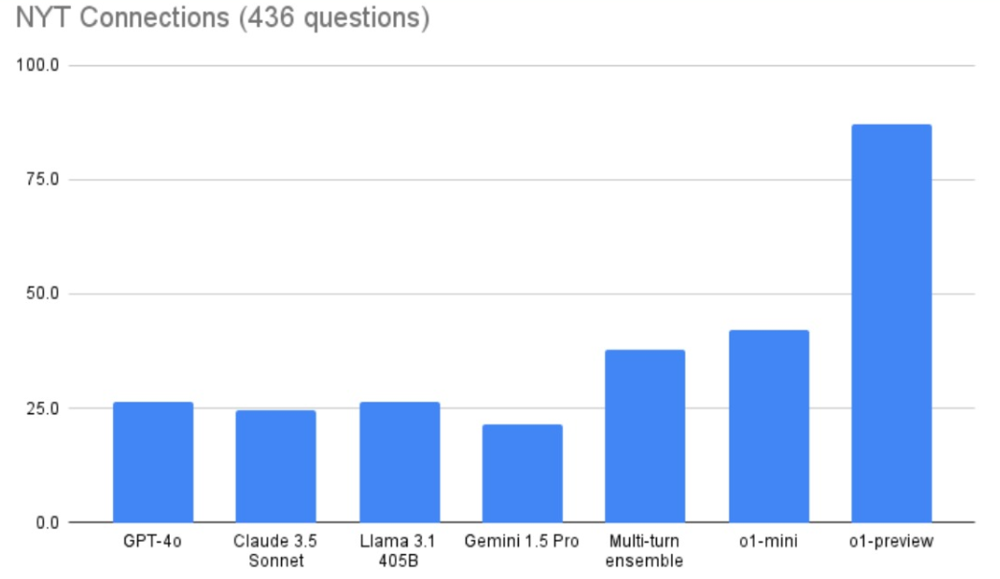 NYT Connections (436 questions)
100.0
75.0
50.0
25.0
0.0
GPT-4o
Claude 3.5
Sonnet
Llama 3.1
405B
Gemini 1.5 Pro
Multi-turn
ensemble
o1-mini
o1-preview